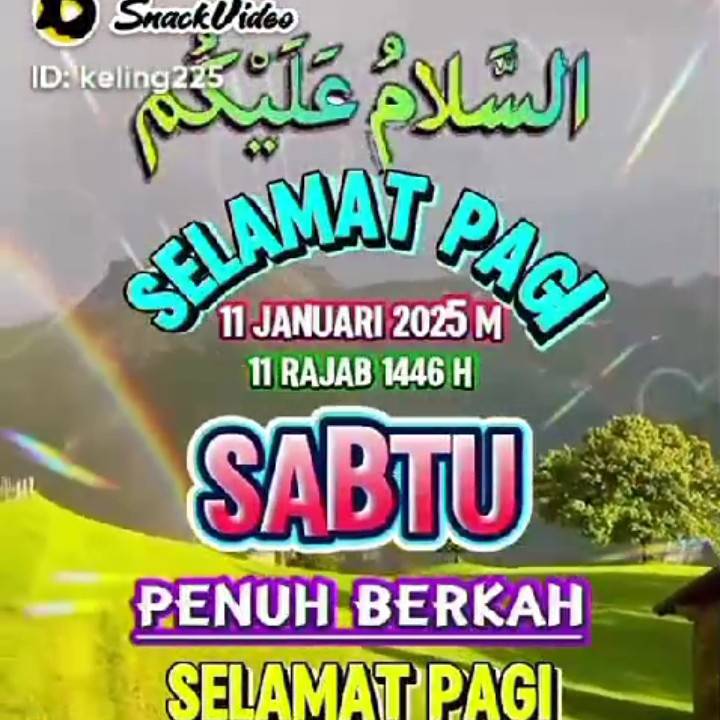 SnackVideo
ID: keling225
السَّلَامُ عَلَيْكُم
SELAMAT PAGI
11 JANUARI 2025 M
11 RAJAB 1446 H
SABTU
PENUH BERKAH
SELAMAT PAGI